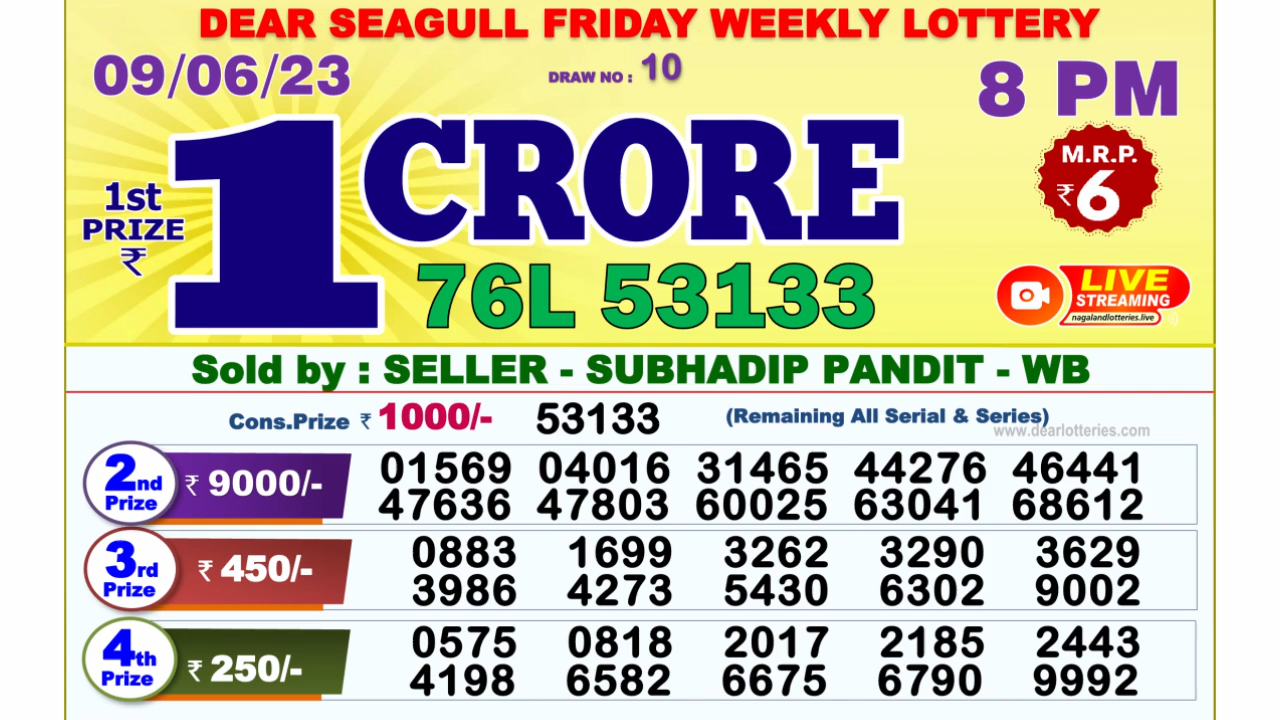 DEAR SEAGULL FRIDAY WEEKLY LOTTERY
09/06/23
DRAW NO : 10
8 PM
1st PRIZE ₹
1 CRORE
M.R.P. ₹ 6
76L 53133
LIVE STREAMING
nagalandlotteries.live
Sold by : SELLER - SUBHADIP PANDIT - WB
Cons.Prize ₹ 1000/- 53133 (Remaining All Serial & Series)
www.dearlotteries.com
2nd Prize ₹ 9000/-
01569 04016 31465 44276 46441
47636 47803 60025 63041 68612
3rd Prize ₹ 450/-
0883 1699 3262 3290 3629
3986 4273 5430 6302 9002
4th Prize ₹ 250/-
0575 0818 2017 2185 2443
4198 6582 6675 6790 9992